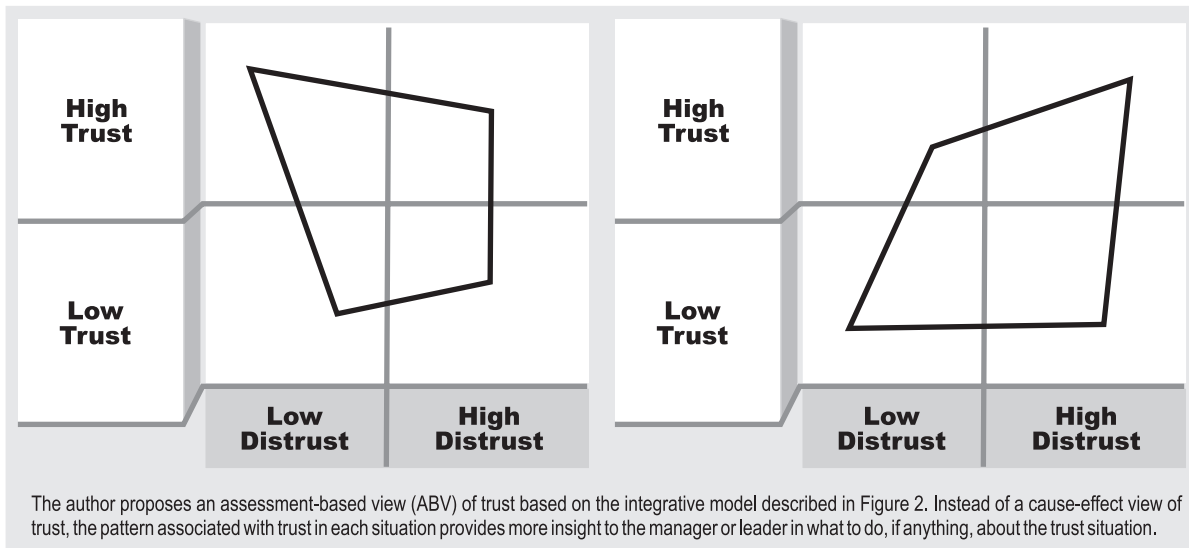 High
Trust
Low
Trust
Low
Distrust
High
Distrust
High
Trust
Low
Trust
Low
Distrust
High
Distrust
The author proposes an assessment-based view (ABV) of trust based on the integrative model described in Figure 2. Instead of a cause-effect view of
trust, the pattern associated with trust in each situation provides more insight to the manager or leader in what to do, if anything, about the trust situation.